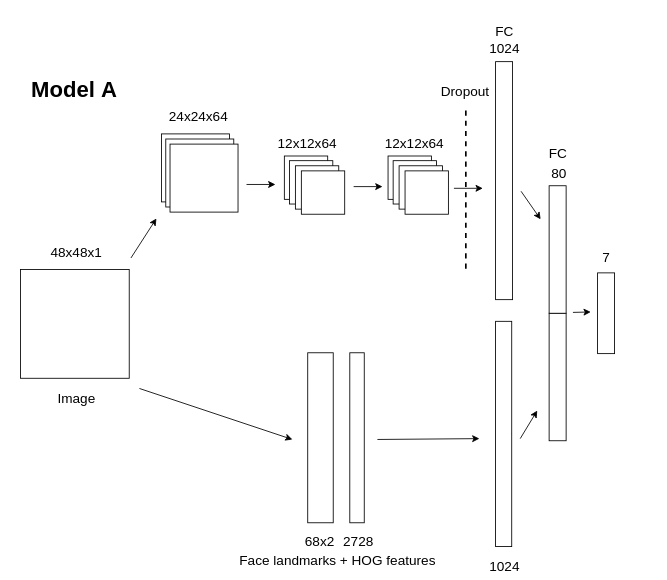 Model A
48x48x1
Image
24x24x64
12x12x64
12x12x64
Dropout
FC
1024
FC
80
7
68x2 2728
Face landmarks + HOG features
1024